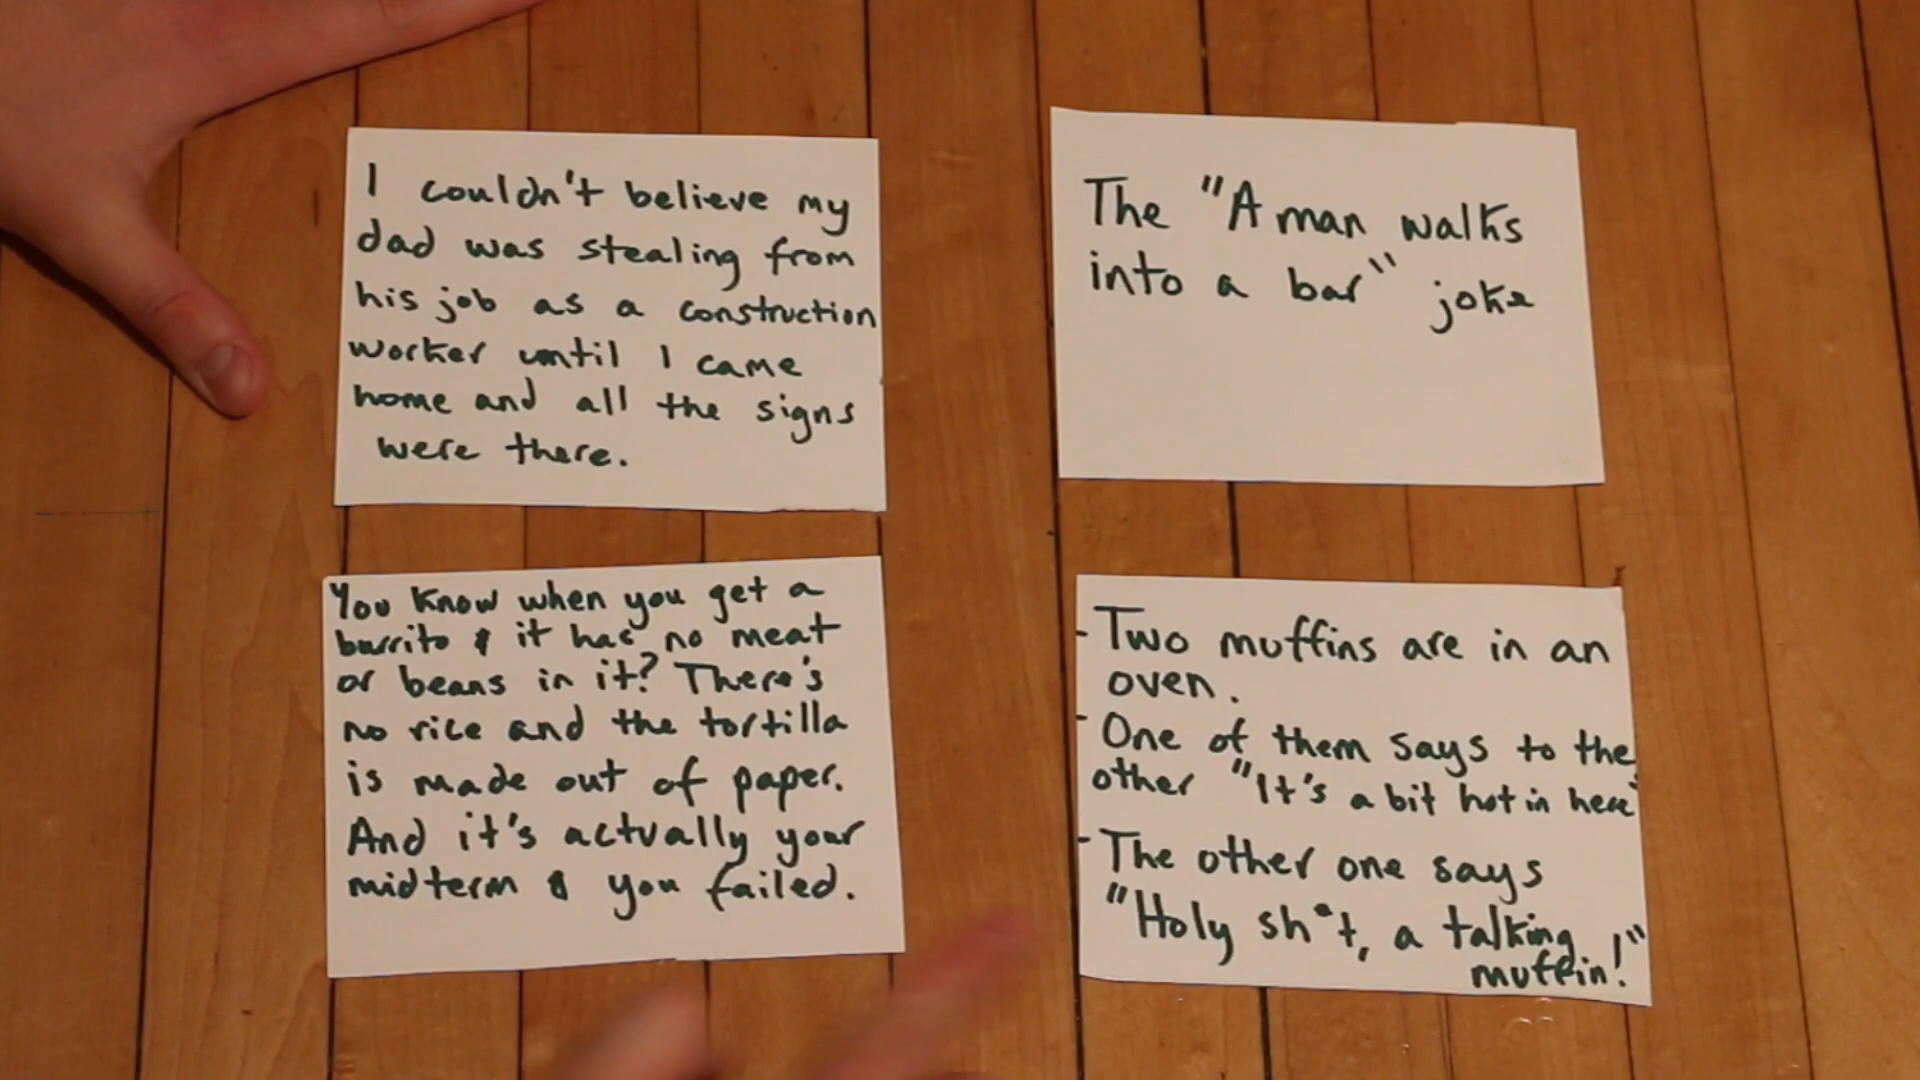 I couldn't believe my
dad was stealing from
his job as a construction
worker until I came
home and all the signs
were there.
The "A man walks
into a bar" joke
You know when you get a
burrito & it has no meat
or beans in it? There's
no rice and the tortilla
is made out of paper.
And it's actually your
midterm & you failed.
- Two muffins are in an
oven.
- One of them says to the
other "It's a bit hot in here"
- The other one says
"Holy sh*t, a talking
muffin!"